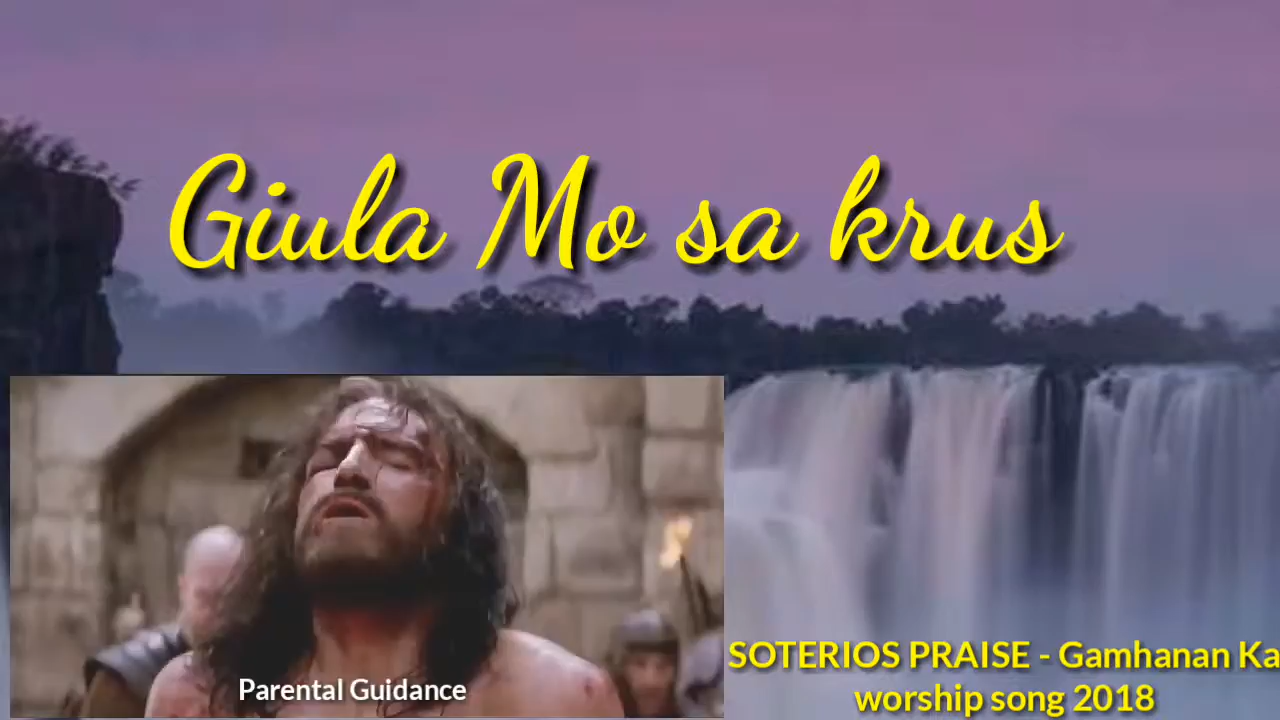 Giula Mo sa krus
Parental Guidance
SOTERIOS PRAISE - Gamhanan Ka
worship song 2018